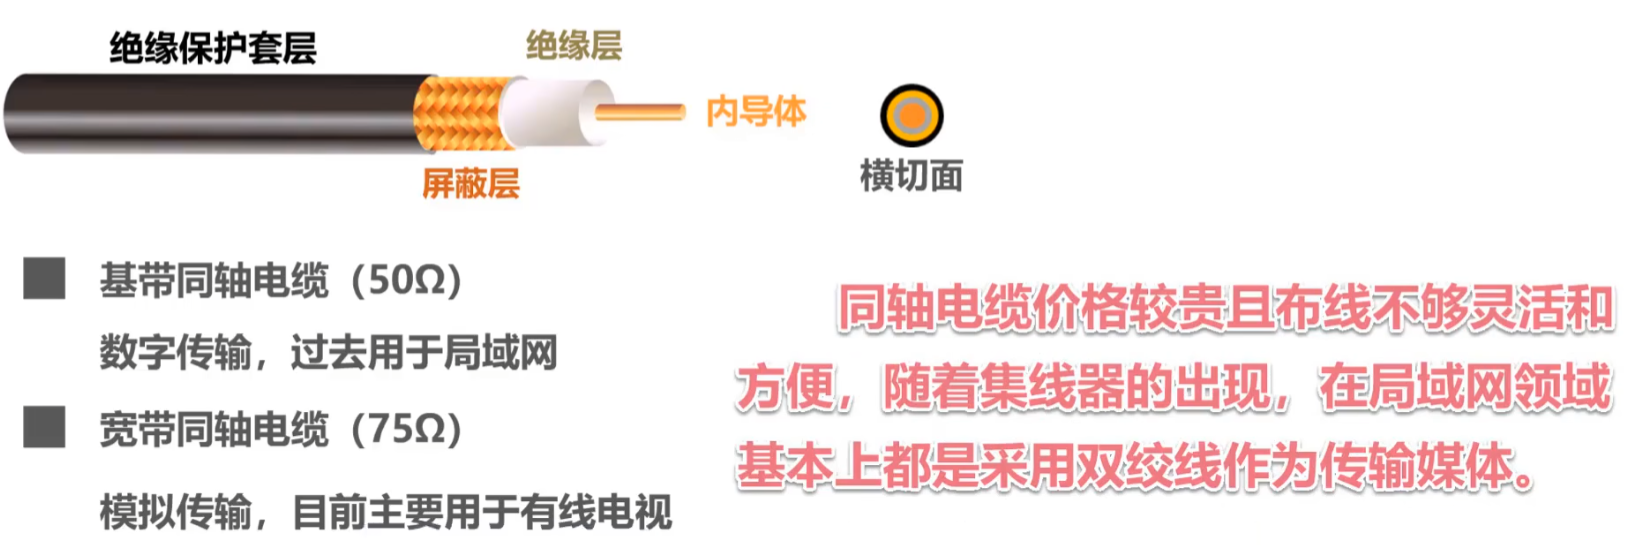 绝缘保护套层
绝缘层
内导体
屏蔽层
横切面
基带同轴电缆（50Ω）
数字传输，过去用于局域网
宽带同轴电缆（75Ω）
模拟传输，目前主要用于有线电视
同轴电缆价格较贵且布线不够灵活和
方便，随着集线器的出现，在局域网领域
基本上都是采用双绞线作为传输媒体。